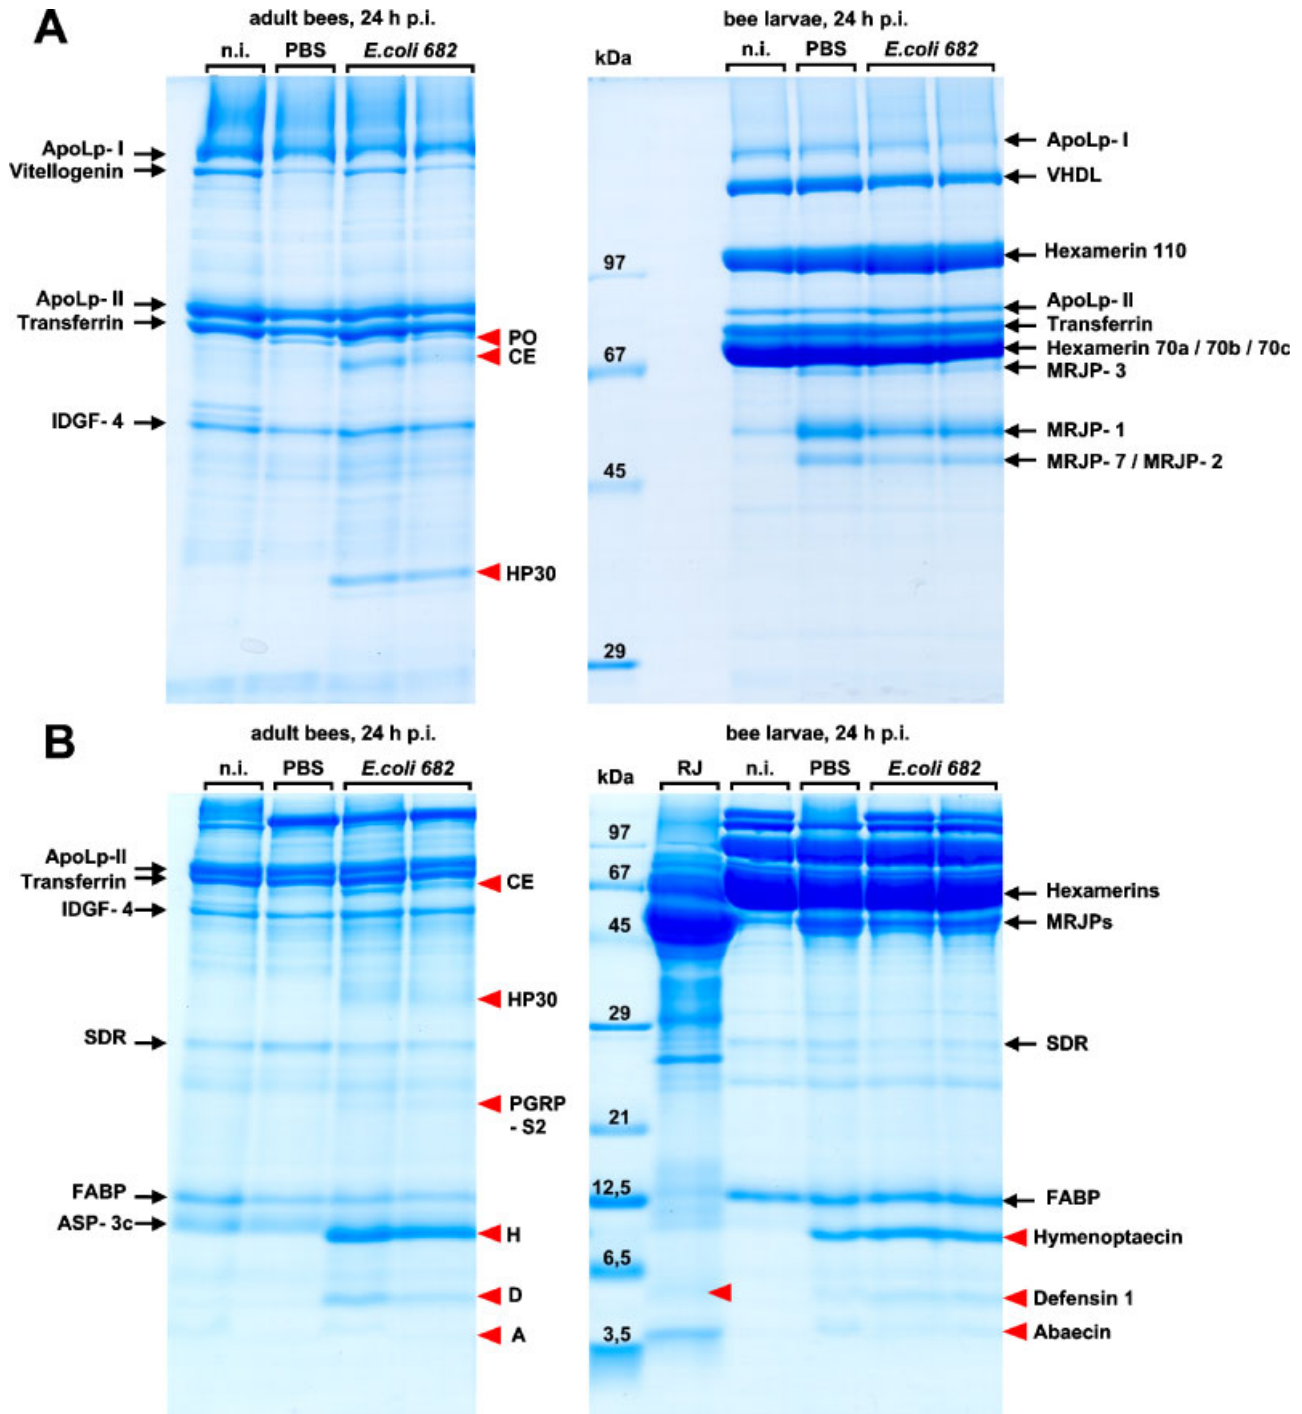 A
adult bees, 24 h p.i.
n.i. PBS E.coli 682
ApoLp- I
Vitellogenin
ApoLp- II
Transferrin
IDGF- 4
PO
CE
HP30
bee larvae, 24 h p.i.
kDa n.i. PBS E.coli 682
97
67
45
29
ApoLp- I
VHDL
Hexamerin 110
ApoLp- II
Transferrin
Hexamerin 70a / 70b / 70c
MRJP- 3
MRJP- 1
MRJP- 7 / MRJP- 2
B
adult bees, 24 h p.i.
n.i. PBS E.coli 682
ApoLp-II
Transferrin
IDGF- 4
SDR
FABP
ASP- 3c
CE
HP30
PGRP
- S2
H
D
A
bee larvae, 24 h p.i.
kDa RJ n.i. PBS E.coli 682
97
67
45
29
21
12,5
6,5
3,5
Hexamerins
MRJPs
SDR
FABP
Hymenoptaecin
Defensin 1
Abaecin